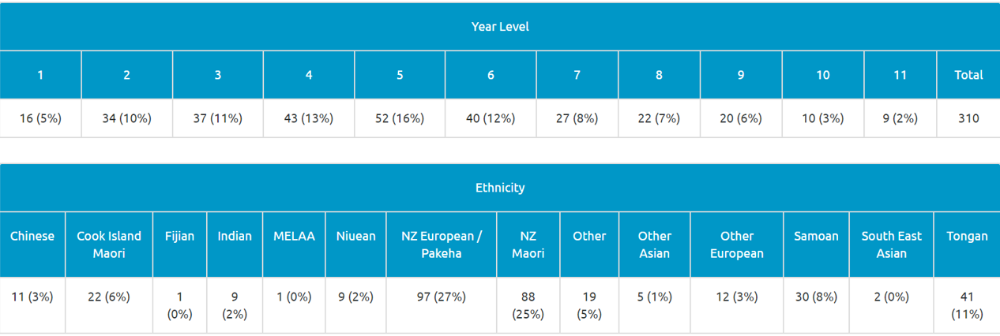 Year Level
1 2 3 4 5 6 7 8 9 10 11 Total
16 (5%) 34 (10%) 37 (11%) 43 (13%) 52 (16%) 40 (12%) 27 (8%) 22 (7%) 20 (6%) 10 (3%) 9 (2%) 310
Ethnicity
Chinese Cook Island Maori Fijian Indian MELAA Niuean NZ European / Pakeha NZ Maori Other Other Asian Other European Samoan South East Asian Tongan
11 (3%) 22 (6%) 1 (0%) 9 (2%) 1 (0%) 9 (2%) 97 (27%) 88 (25%) 19 (5%) 5 (1%) 12 (3%) 30 (8%) 2 (0%) 41 (11%)